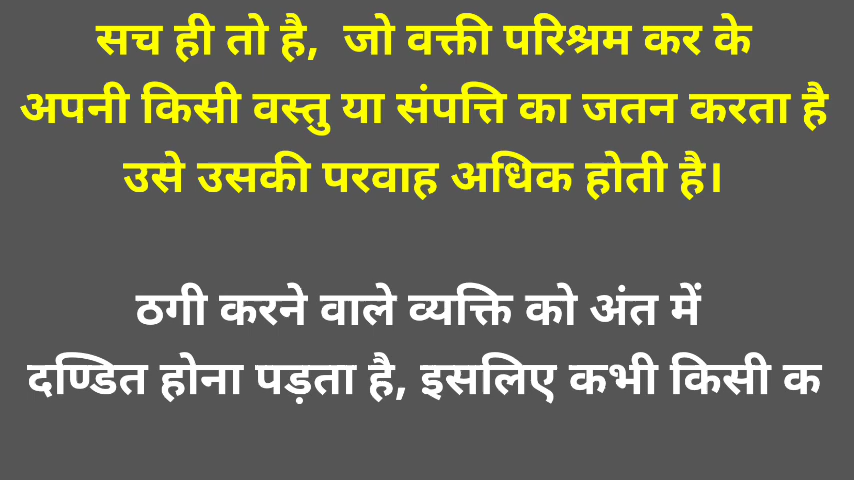 सच ही तो है,  जो वक्ती परिश्रम कर के
अपनी किसी वस्तु या संपत्ति का जतन करता है
उसे उसकी परवाह अधिक होती है।
ठगी करने वाले व्यक्ति को अंत में
दण्डित होना पड़ता है, इसलिए कभी किसी क